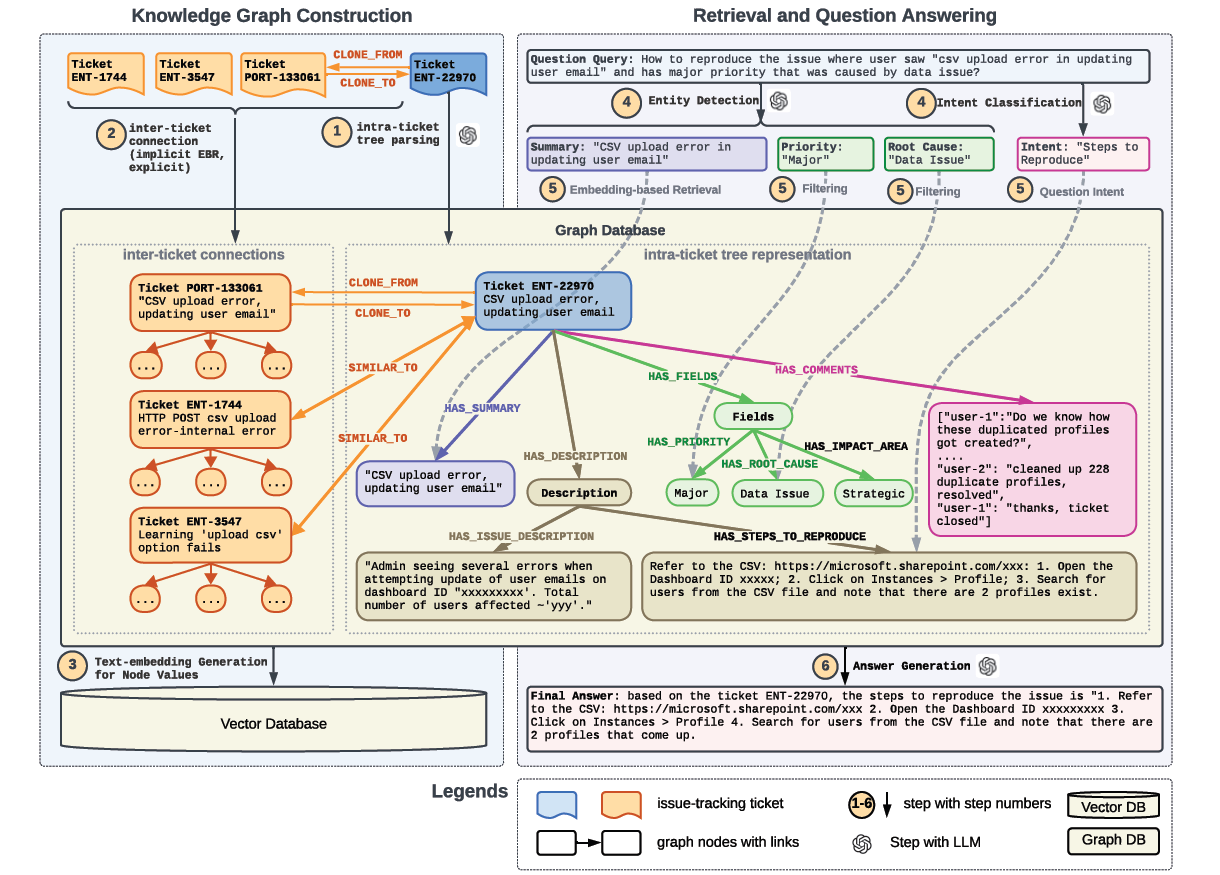 Knowledge Graph Construction
Retrieval and Question Answering
Ticket
ENT-1744
Ticket
ENT-3547
Ticket
PORT-133061
CLONE_FROM
CLONE_TO
Ticket
ENT-22970
2
inter-ticket
connection
(implicit EBR,
explicit)
1
intra-ticket
tree parsing
Question Query: How to reproduce the issue where user saw "csv upload error in updating
user email" and has major priority that was caused by data issue?
4
Entity Detection
4
Intent Classification
Summary: "CSV upload error in
updating user email"
Priority:
"Major"
Root Cause:
"Data Issue"
Intent: "Steps to
Reproduce"
5
Embedding-based Retrieval
5
Filtering
5
Filtering
5
Question Intent
Graph Database
inter-ticket connections
intra-ticket tree representation
Ticket PORT-133061
"CSV upload error,
updating user email"
...
...
...
Ticket ENT-1744
HTTP POST csv upload
error-internal error
...
...
...
Ticket ENT-3547
Learning 'upload csv'
option fails
...
...
...
CLONE_FROM
CLONE_TO
SIMILAR_TO
SIMILAR_TO
Ticket ENT-22970
CSV upload error,
updating user email
HAS_SUMMARY
HAS_DESCRIPTION
HAS_FIELDS
HAS_COMMENTS
"CSV upload error,
updating user email"
Description
Fields
HAS_PRIORITY
HAS_ROOT_CAUSE
HAS_IMPACT_AREA
Major
Data Issue
Strategic
["user-1":"Do we know how
these duplicated profiles
got created?",
....
"user-2": "cleaned up 228
duplicate profiles,
resolved",
"user-1": "thanks, ticket
closed"]
HAS_ISSUE_DESCRIPTION
HAS_STEPS_TO_REPRODUCE
"Admin seeing several errors when
attempting update of user emails on
dashboard ID "xxxxxxxxx'. Total
number of users affected ~'yyy'."
Refer to the CSV: https://microsoft.sharepoint.com/xxx: 1. Open the
Dashboard ID xxxxx; 2. Click on Instances > Profile; 3. Search for
users from the CSV file and note that there are 2 profiles exist.
3
Text-embedding Generation
for Node Values
Vector Database
6
Answer Generation
Final Answer: based on the ticket ENT-22970, the steps to reproduce the issue is "1. Refer
to the CSV: https://microsoft.sharepoint.com/xxx 2. Open the Dashboard ID xxxxxxxxx 3.
Click on Instances > Profile 4. Search for users from the CSV file and note that there are
2 profiles that come up.
Legends
issue-tracking ticket
1-6
step with step numbers
Vector DB
graph nodes with links
Step with LLM
Graph DB